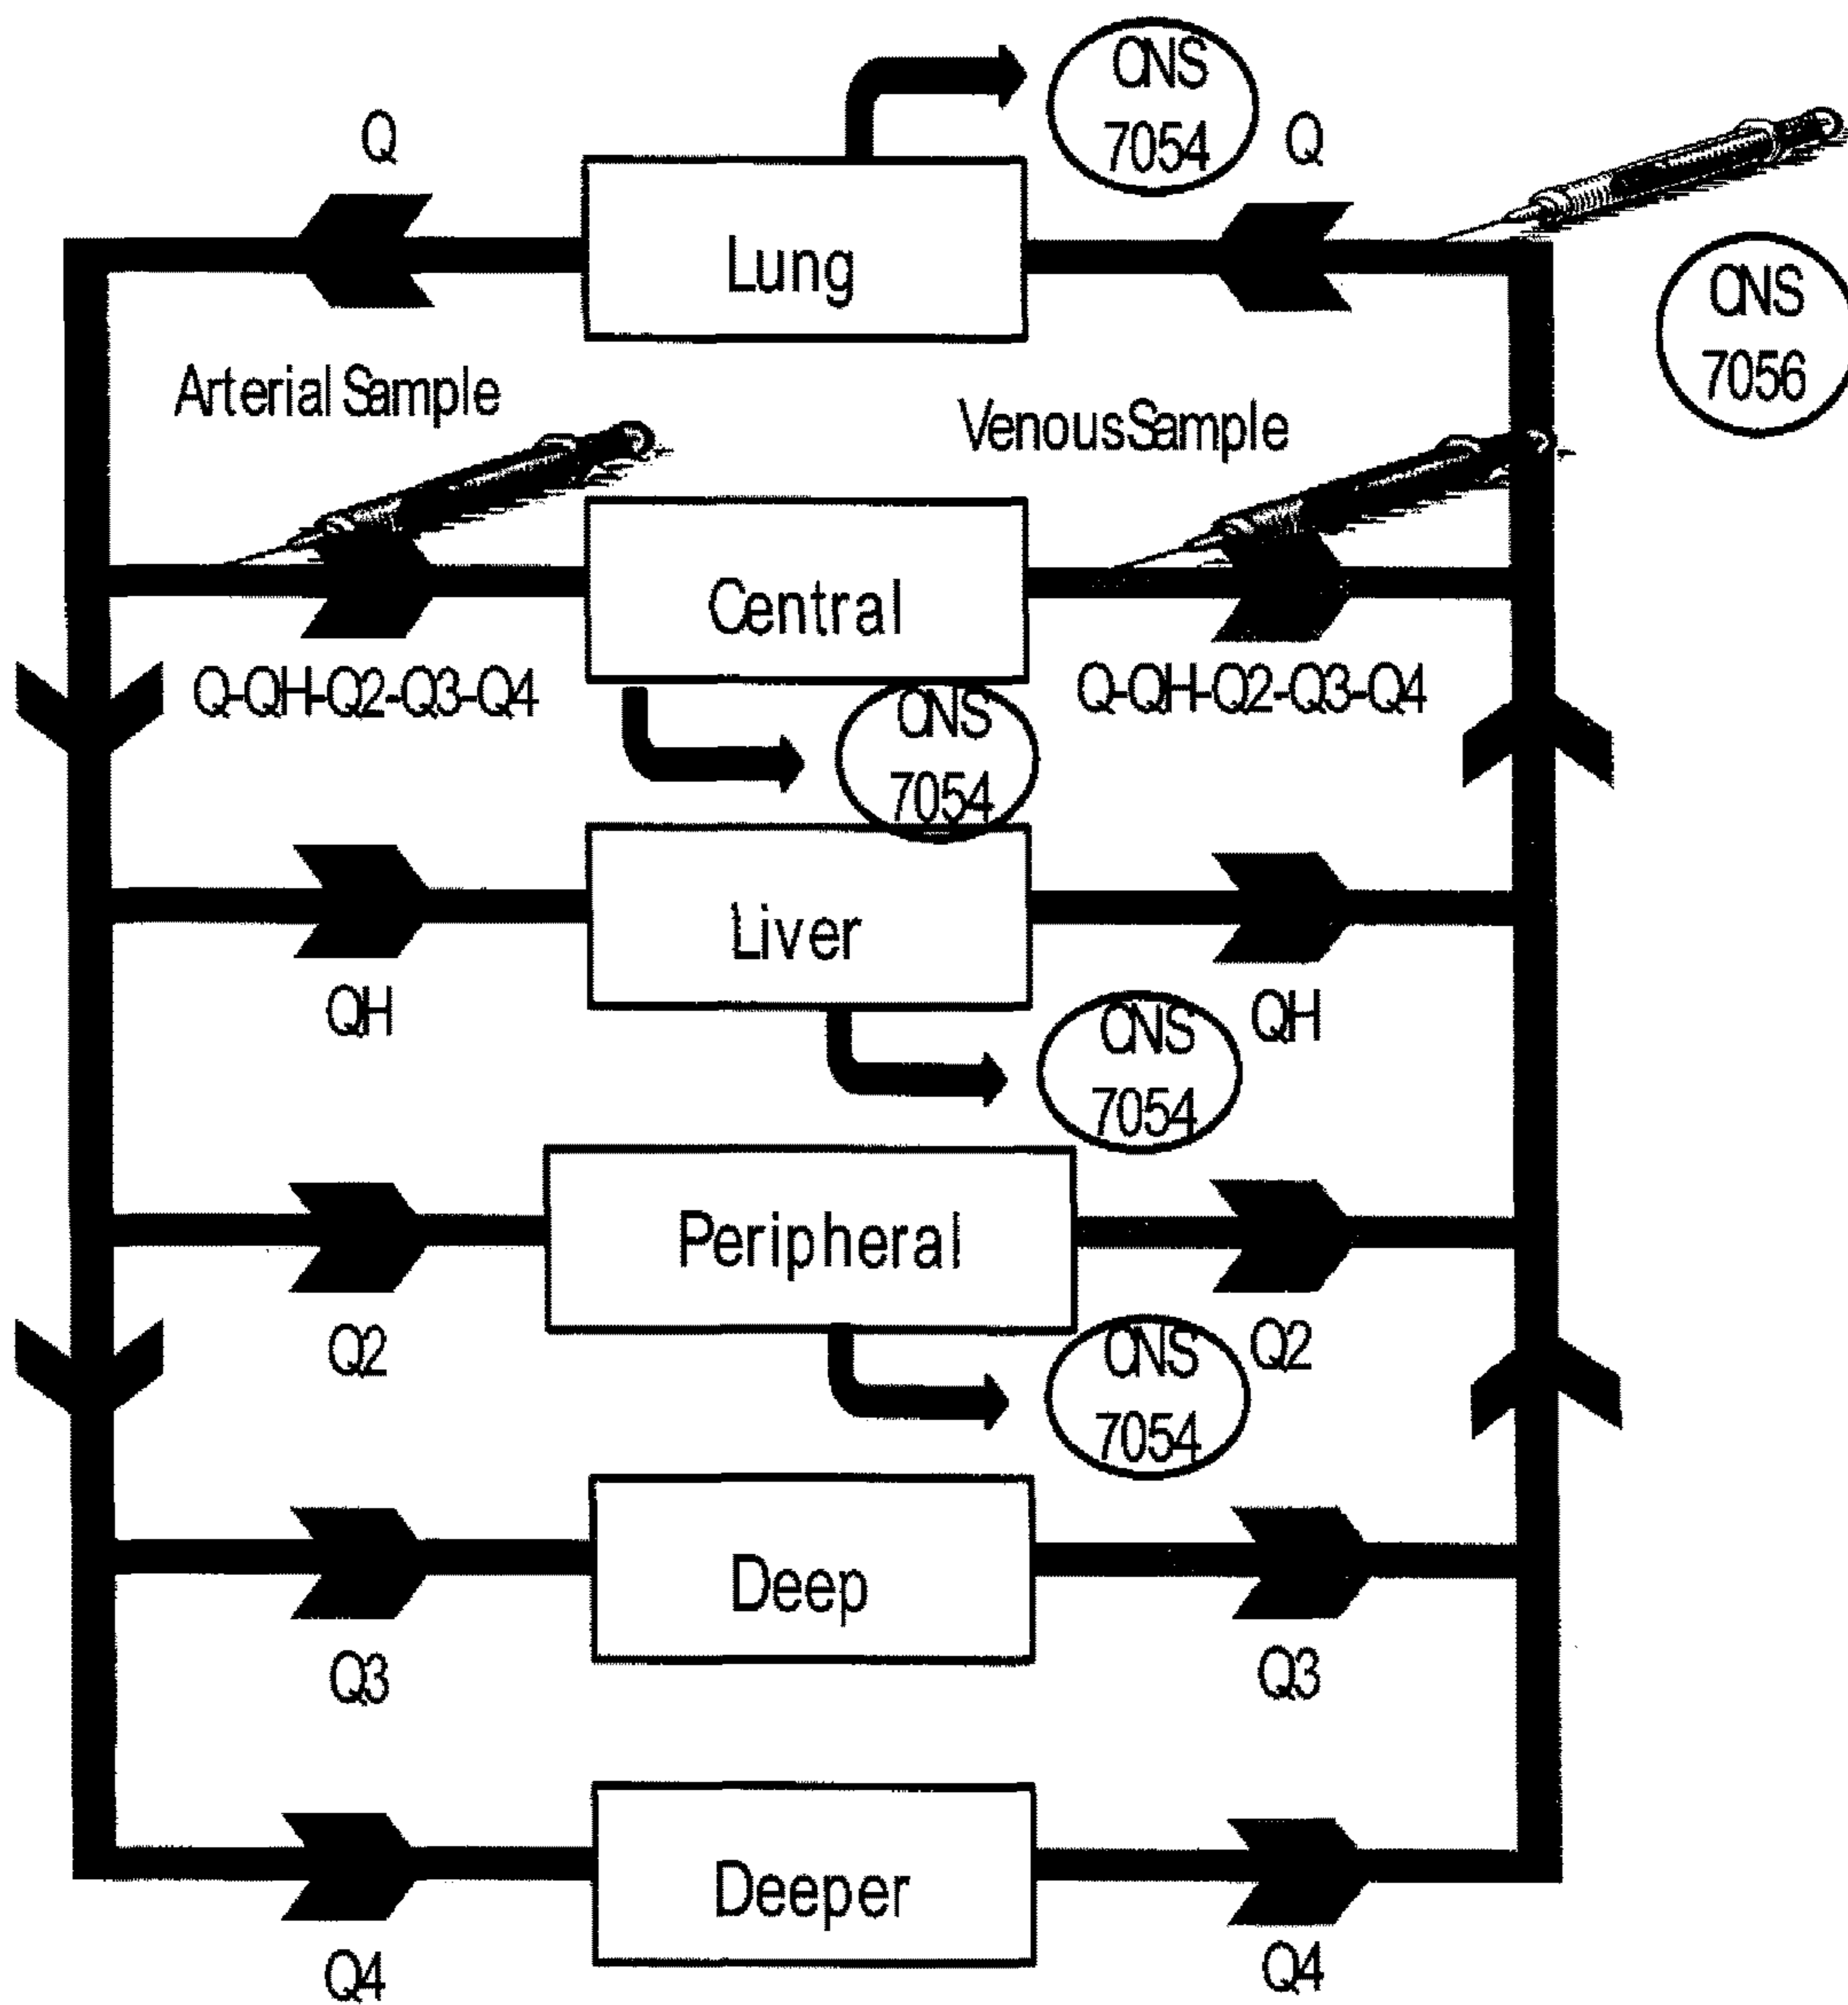 CNS
7054
Q
Q
Lung
CNS
7056
Arterial Sample
Venous Sample
Central
Q-QH-Q2-Q3-Q4
Q-QH-Q2-Q3-Q4
CNS
7054
Liver
QH
QH
CNS
7054
Peripheral
Q2
Q2
CNS
7054
Deep
Q3
Q3
Deeper
Q4
Q4